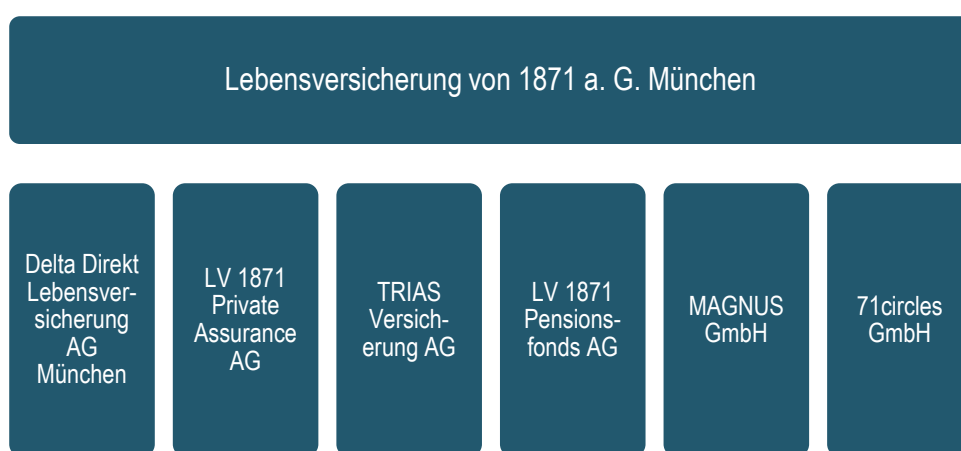 Lebensversicherung von 1871 a. G. München
Delta Direkt
Lebensver-
sicherung
AG
München
LV 1871
Private
Assurance
AG
TRIAS
Versich-
erung AG
LV 1871
Pensions-
fonds AG
MAGNUS
GmbH
71circles
GmbH